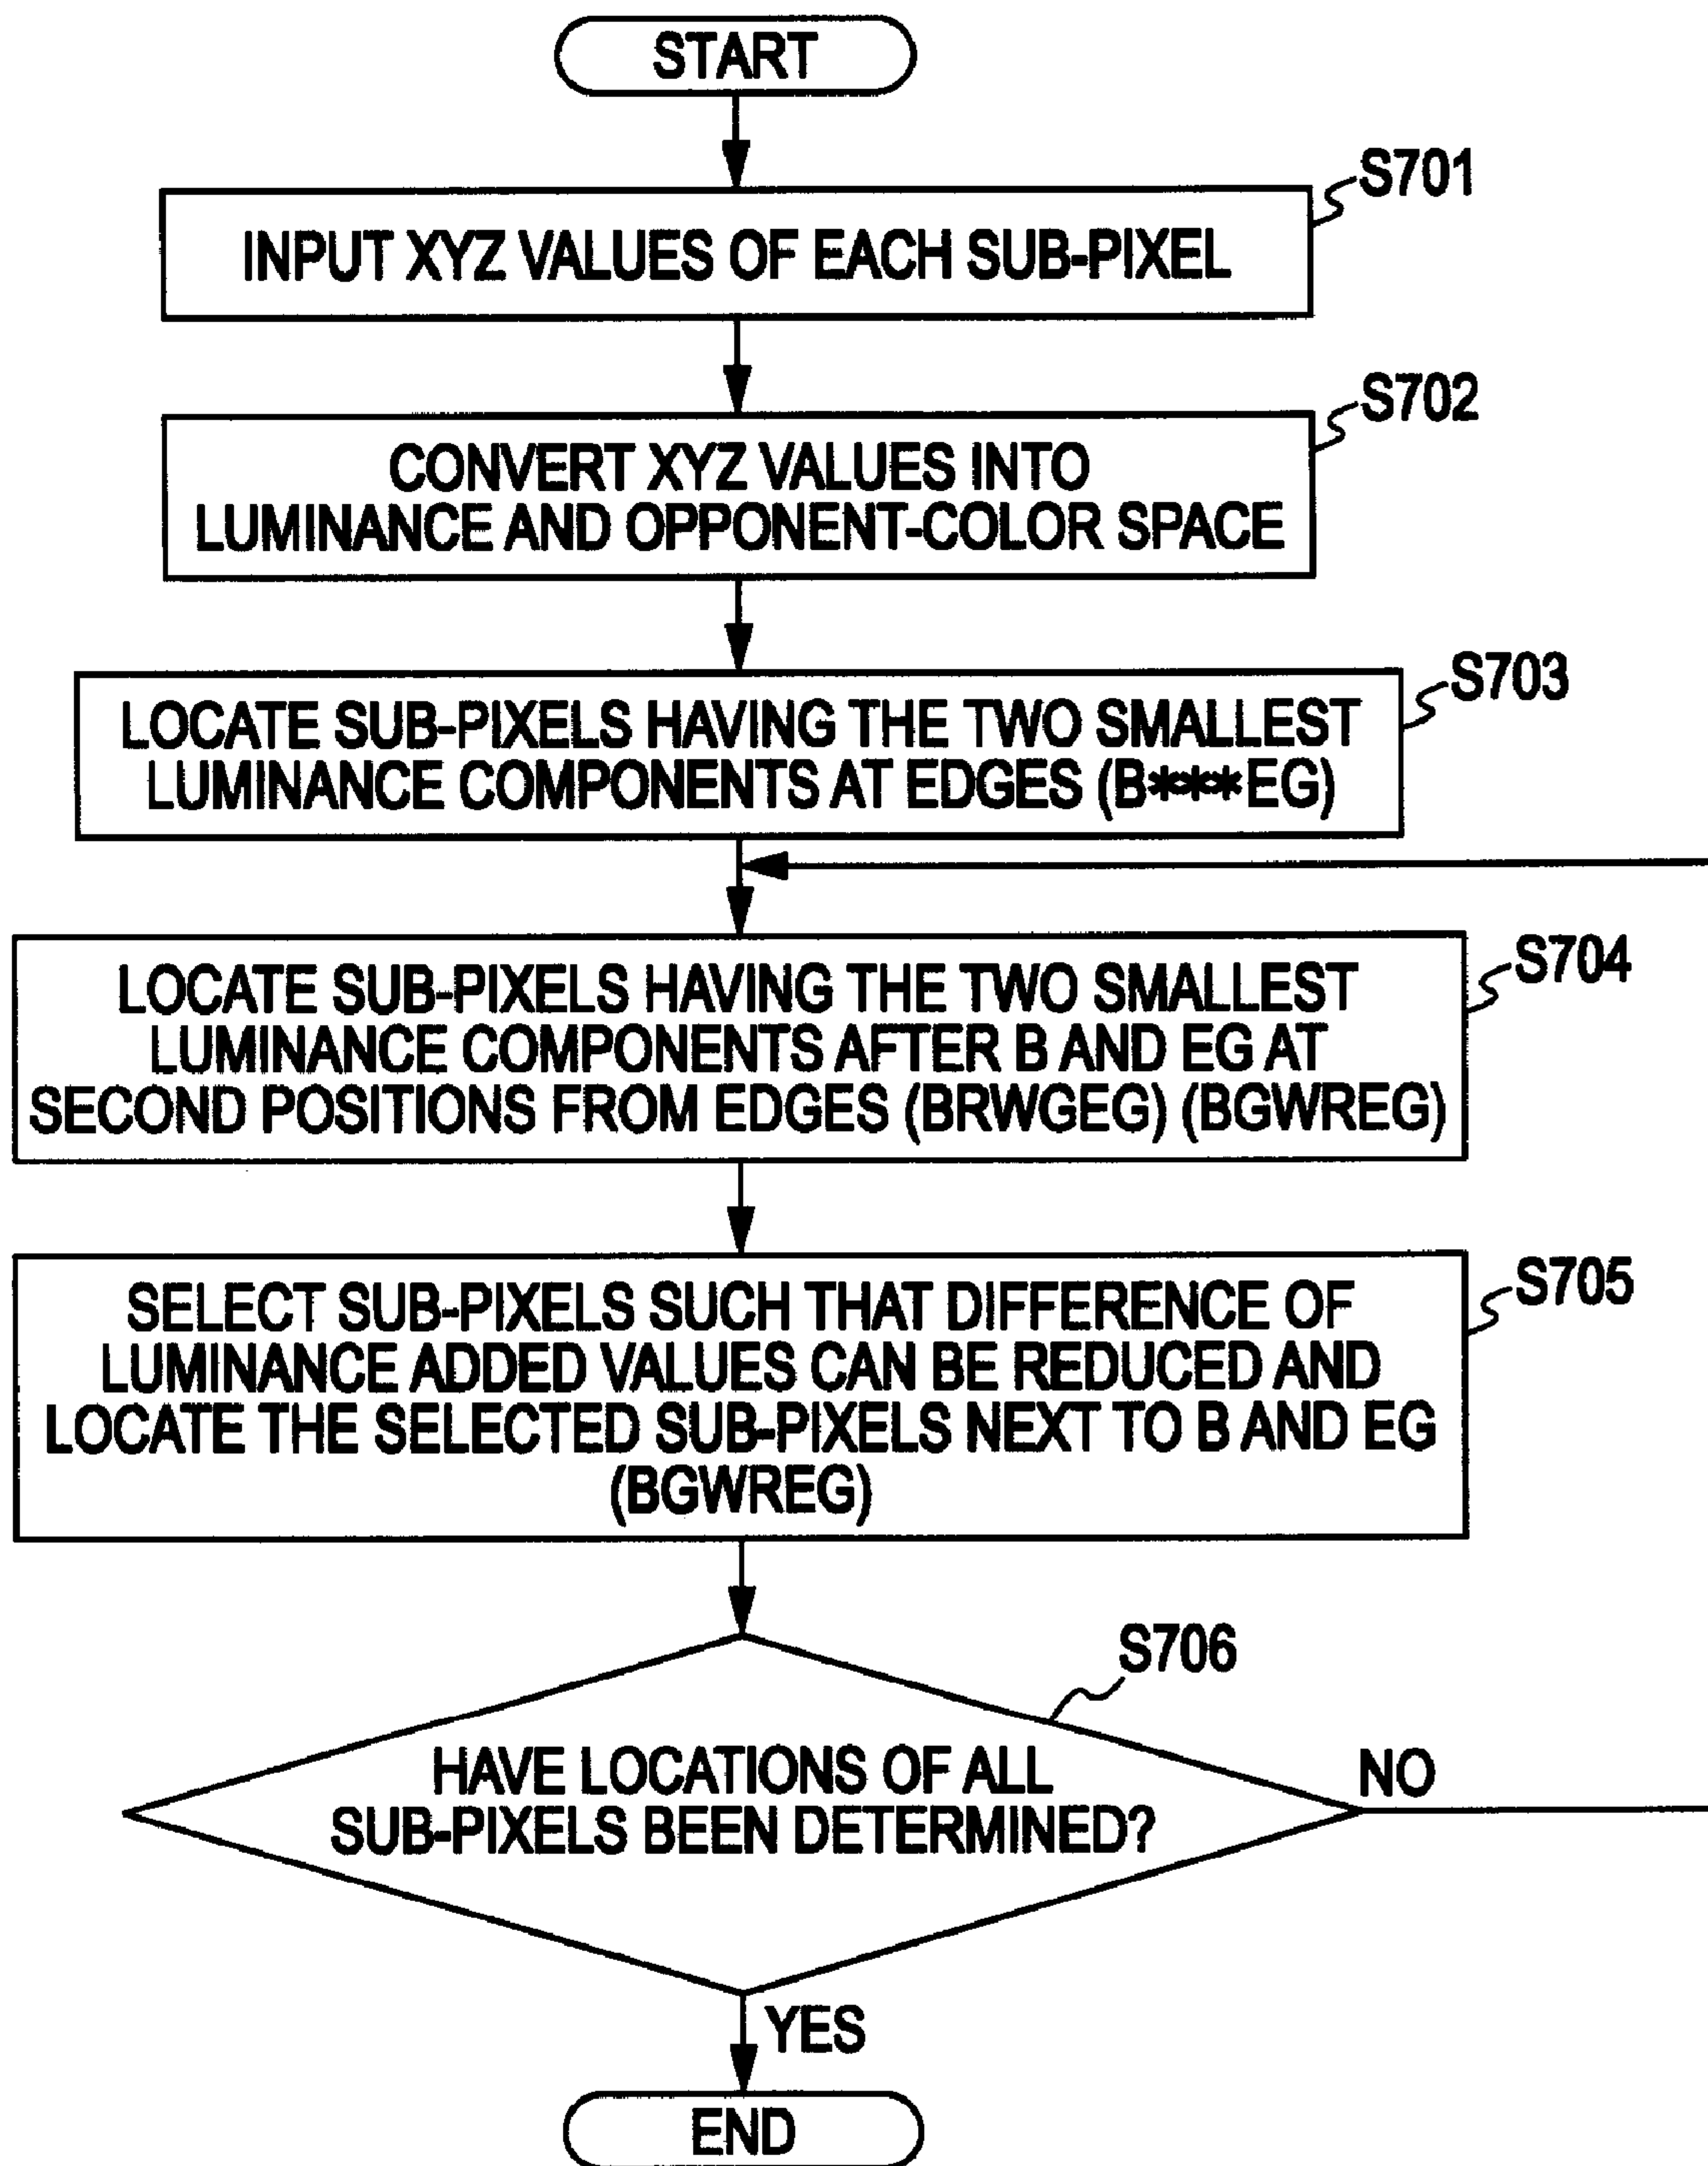 START
S701
INPUT XYZ VALUES OF EACH SUB-PIXEL
S702
CONVERT XYZ VALUES INTO
LUMINANCE AND OPPONENT-COLOR SPACE
S703
LOCATE SUB-PIXELS HAVING THE TWO SMALLEST
LUMINANCE COMPONENTS AT EDGES (B***EG)
S704
LOCATE SUB-PIXELS HAVING THE TWO SMALLEST
LUMINANCE COMPONENTS AFTER B AND EG AT
SECOND POSITIONS FROM EDGES (BRWGEG) (BGWREG)
S705
SELECT SUB-PIXELS SUCH THAT DIFFERENCE OF
LUMINANCE ADDED VALUES CAN BE REDUCED AND
LOCATE THE SELECTED SUB-PIXELS NEXT TO B AND EG
(BGWREG)
S706
HAVE LOCATIONS OF ALL
SUB-PIXELS BEEN DETERMINED?
NO
YES
END